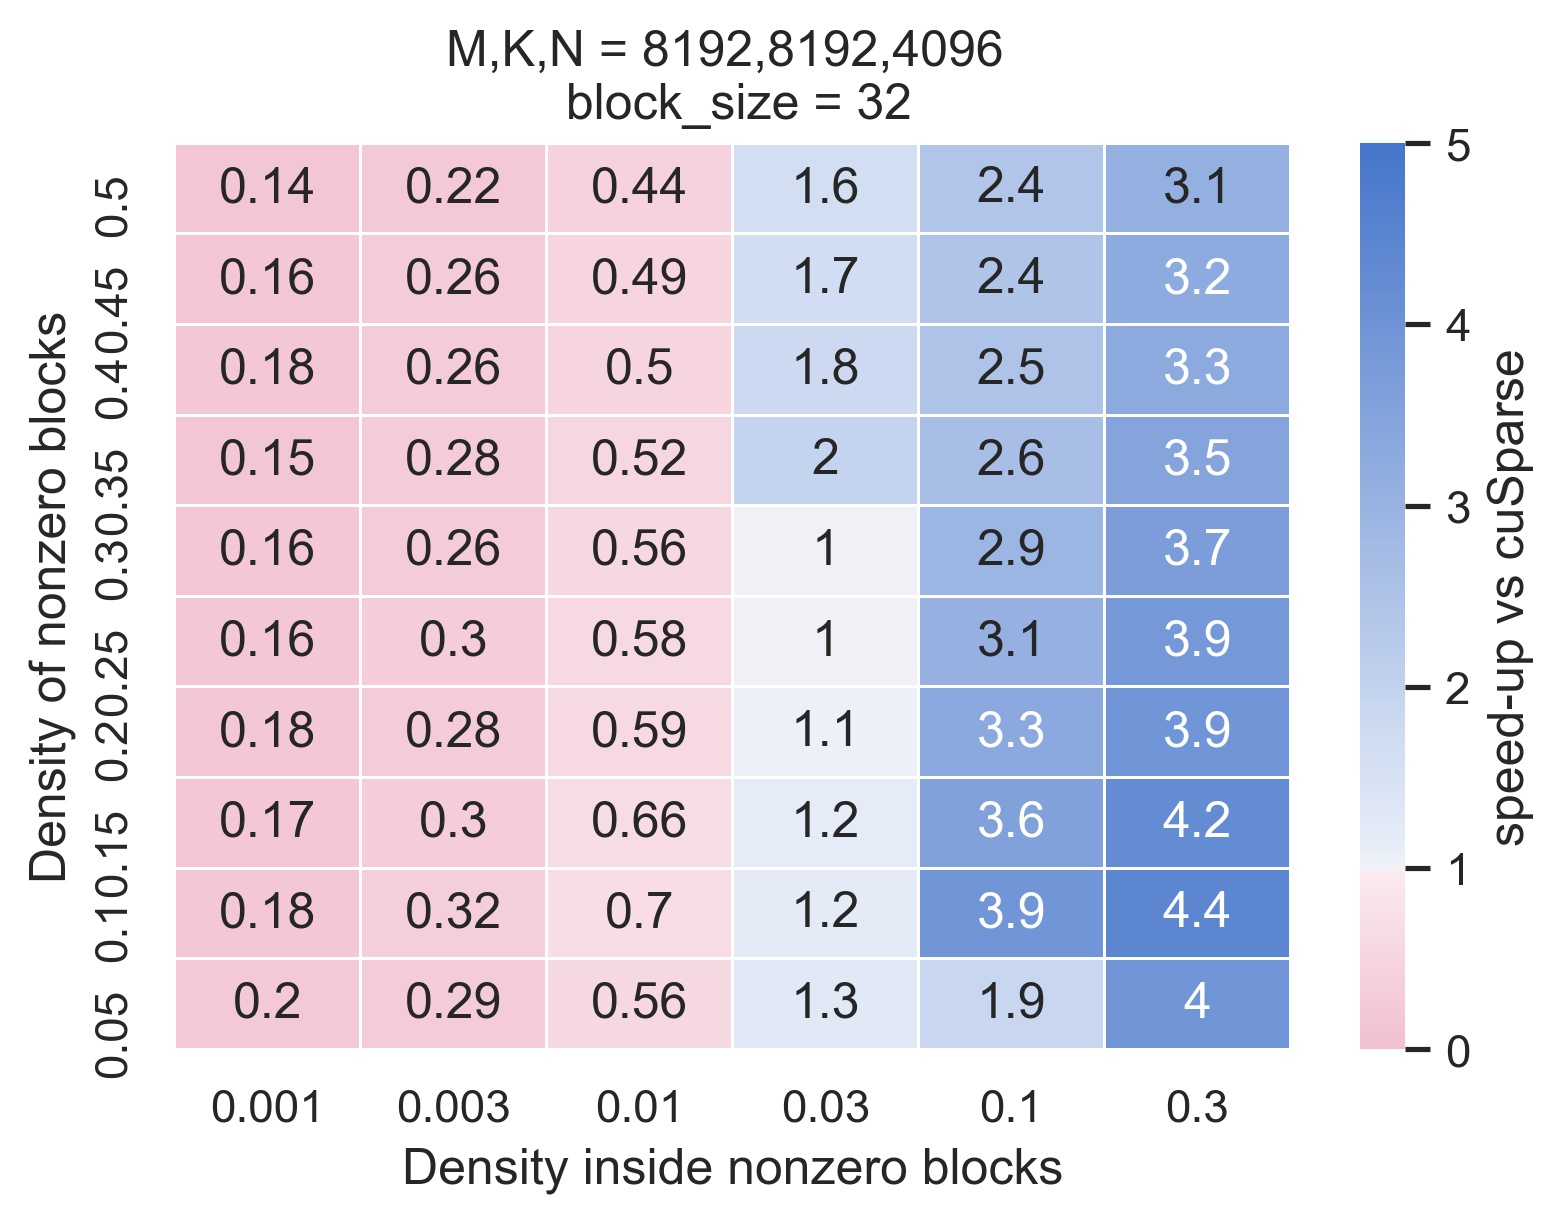 M,K,N = 8192,8192,4096
block_size = 32
Density of nonzero blocks
0.5 0.14 0.22 0.44 1.6 2.4 3.1
0.45 0.16 0.26 0.49 1.7 2.4 3.2
0.4 0.18 0.26 0.5 1.8 2.5 3.3
0.35 0.15 0.28 0.52 2 2.6 3.5
0.30 0.16 0.26 0.56 1 2.9 3.7
0.25 0.16 0.3 0.58 1 3.1 3.9
0.20 0.18 0.28 0.59 1.1 3.3 3.9
0.15 0.17 0.3 0.66 1.2 3.6 4.2
0.10 0.18 0.32 0.7 1.2 3.9 4.4
0.05 0.2 0.29 0.56 1.3 1.9 4
0.001 0.003 0.01 0.03 0.1 0.3
Density inside nonzero blocks
5
4
3
2
1
0
speed-up vs cuSparse